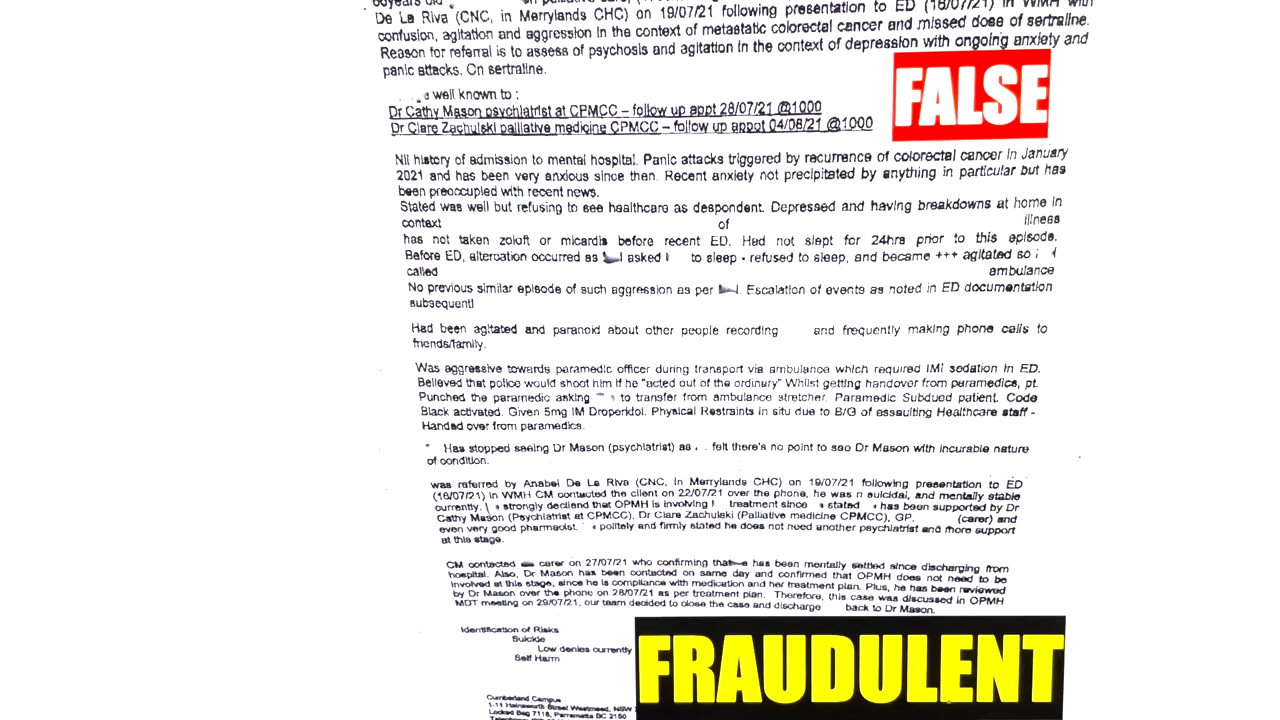 De La Riva (CNC, in Merrylands CHC) on 19/07/21 following presentation to ED (16/07/21) in WMH with
confusion, agitation and aggression in the context of metastatic colorectal cancer and missed dose of sertraline.
Reason for referral is to assess of psychosis and agitation in the context of depression with ongoing anxiety and
panic attacks. On sertraline.
FALSE
well known to :
Dr Cathy Mason psychiatrist at CPMCC – follow up appt 28/07/21 @1000
Dr Clare Zachulski palliative medicine CPMCC – follow up appot 04/08/21 @1000
Nil history of admission to mental hospital. Panic attacks triggered by recurrence of colorectal cancer in January
2021 and has been very anxious since then. Recent anxiety not precipitated by anything in particular but has
been preoccupied with recent news.
Stated was well but refusing to see healthcare as despondent. Depressed and having breakdowns at home in
context of illness
has not taken zoloft or micardis before recent ED. Had not slept for 24hrs prior to this episode.
Before ED, altercation occurred as asked to sleep - refused to sleep, and became +++ agitated so
called ambulance
No previous similar episode of such aggression as per Escalation of events as noted in ED documentation
subsequentl
Had been agitated and paranoid about other people recording and frequently making phone calls to
friends/family.
Was aggressive towards paramedic officer during transport via ambulance which required IMI sedation in ED.
Believed that police would shoot him if he "acted out of the ordinary" Whilst getting handover from paramedics, pt.
Punched the paramedic asking to transfer from ambulance stretcher. Paramedic Subdued patient. Code
Black activated. Given 5mg IM Droperidol. Physical Restraints in situ due to B/G of assaulting Healthcare staff -
Handed over from paramedics.
Has stopped seeing Dr Mason (psychiatrist) as felt there's no point to see Dr Mason with incurable nature
of condition.
was referred by Anabel De La Riva (CNC, in Merrylands CHC) on 19/07/21 following presentation to ED
(16/07/21) in WMH CM contacted the client on 22/07/21 over the phone, he was n suicidal, and mentally stable
currently. strongly declined that OPMH is involving treatment since stated has been supported by Dr
Cathy Mason (Psychiatrist at CPMCC), Dr Clare Zachulski (Palliative medicine CPMCC), GP, (carer) and
even very good pharmacist. politely and firmly stated he does not need another psychiatrist and more support
at this stage.
CM contacted carer on 27/07/21 who confirming that has been mentally settled since discharging from
hospital. Also, Dr Mason has been contacted on same day and confirmed that OPMH does not need to be
involved at this stage, since he is compliance with medication and her treatment plan. Plus, he has been reviewed
by Dr Mason over the phone on 28/07/21 as per treatment plan. Therefore, this case was discussed in OPMH
MDT meeting on 29/07/21, our team decided to close the case and discharge back to Dr Mason.
Identification of Risks
Suicide
Low denies currently
Self Harm
FRAUDULENT
Cumberland Campus
1-11 Hainsworth Street Westmead, NSW
Locked Bag 7118, Parramatta BC 2150